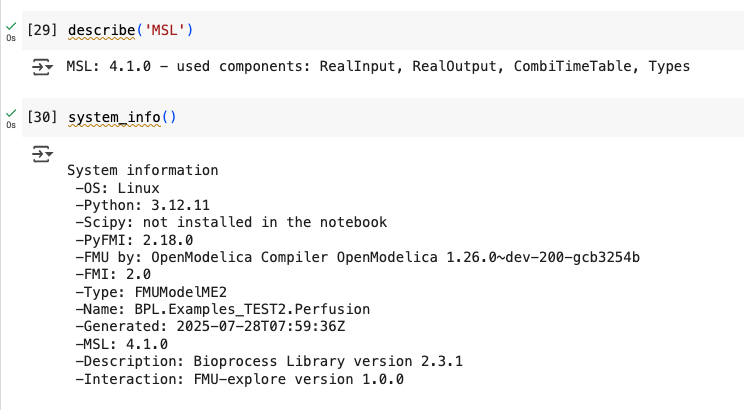 [29] describe('MSL')
0s
MSL: 4.1.0 – used components: RealInput, RealOutput, CombiTimeTable, Types
[30] system_info()
0s
System information
-OS: Linux
-Python: 3.12.11
-Scipy: not installed in the notebook
-PyFMI: 2.18.0
-FMU by: OpenModelica Compiler OpenModelica 1.26.0~dev-200-gcb3254b
-FMI: 2.0
-Type: FMUModelME2
-Name: BPL.Examples_TEST2.Perfusion
-Generated: 2025-07-28T07:59:36Z
-MSL: 4.1.0
-Description: Bioprocess Library version 2.3.1
-Interaction: FMU-explore version 1.0.0